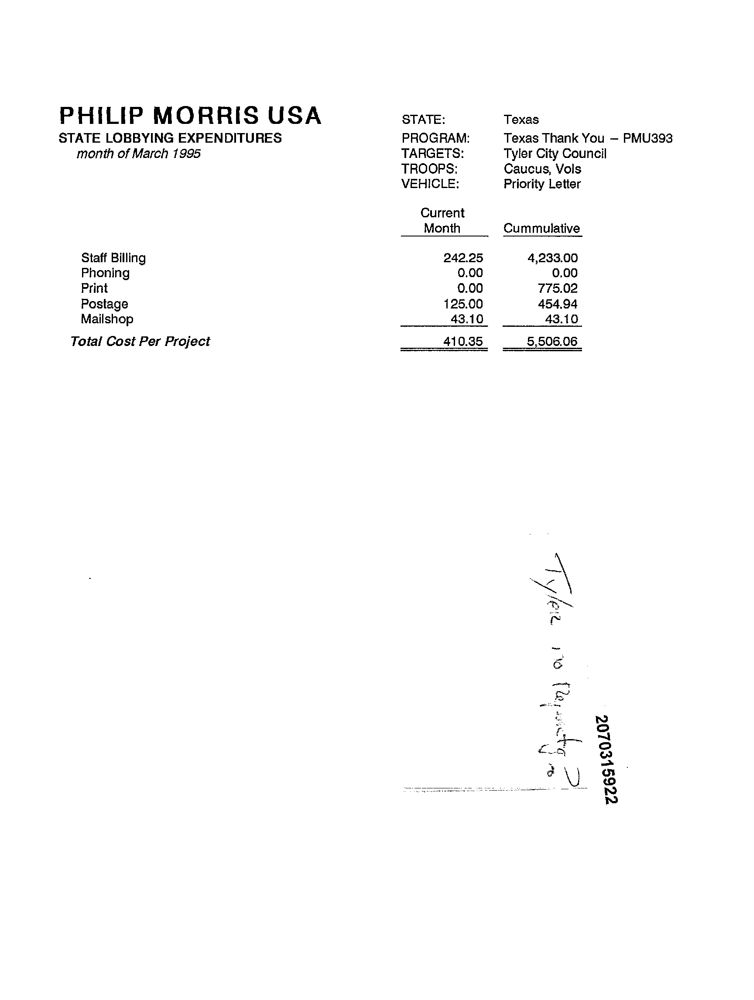 PHILIP MORRIS USA
STATE LOBBYING EXPENDITURES
month of March 1995
STATE: Texas
PROGRAM: Texas Thank You – PMU393
TARGETS: Tyler City Council
TROOPS: Caucus, Vols
VEHICLE: Priority Letter
Current Month Cummulative
Staff Billing 242.25 4,233.00
Phoning 0.00 0.00
Print 0.00 775.02
Postage 125.00 454.94
Mailshop 43.10 43.10
Total Cost Per Project 410.35 5,506.06
Tyler no
2070315922